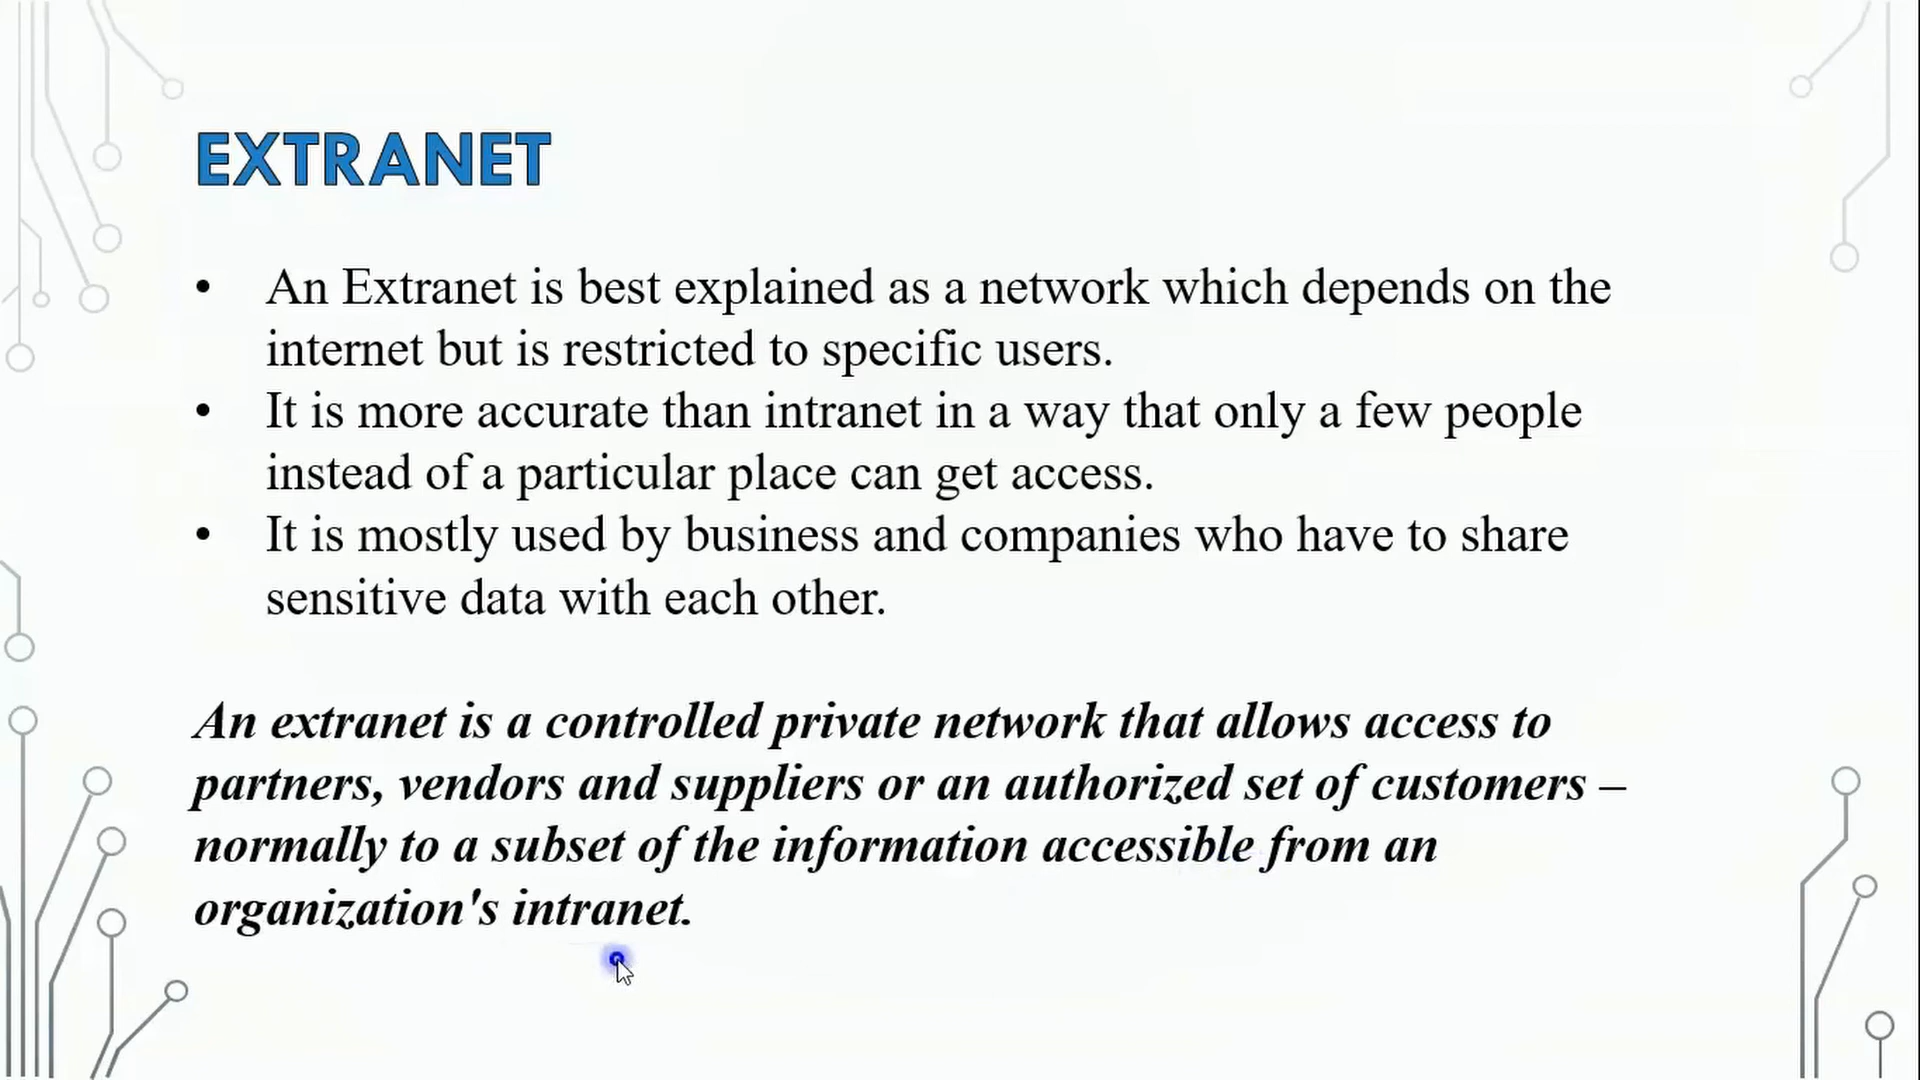 EXTRANET
• An Extranet is best explained as a network which depends on the
internet but is restricted to specific users.
• It is more accurate than intranet in a way that only a few people
instead of a particular place can get access.
• It is mostly used by business and companies who have to share
sensitive data with each other.
An extranet is a controlled private network that allows access to
partners, vendors and suppliers or an authorized set of customers –
normally to a subset of the information accessible from an
organization's intranet.